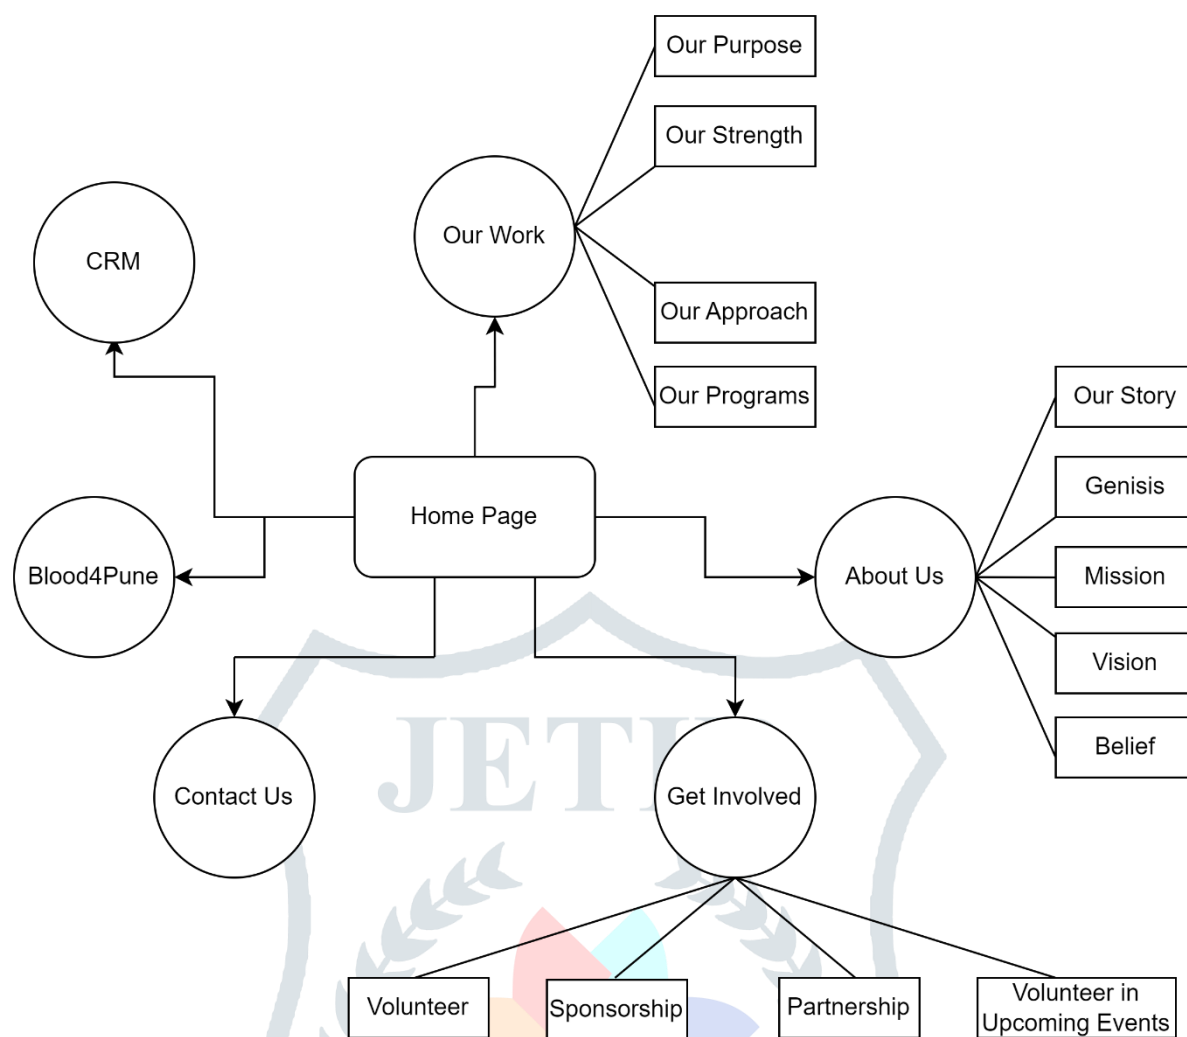 Our Purpose
Our Strength
Our Work
CRM
Our Approach
Our Programs
Our Story
Genisis
Home Page
Blood4Pune
About Us
Mission
Vision
Belief
JETIR
Contact Us
Get Involved
Volunteer
Sponsorship
Partnership
Volunteer in
Upcoming Events